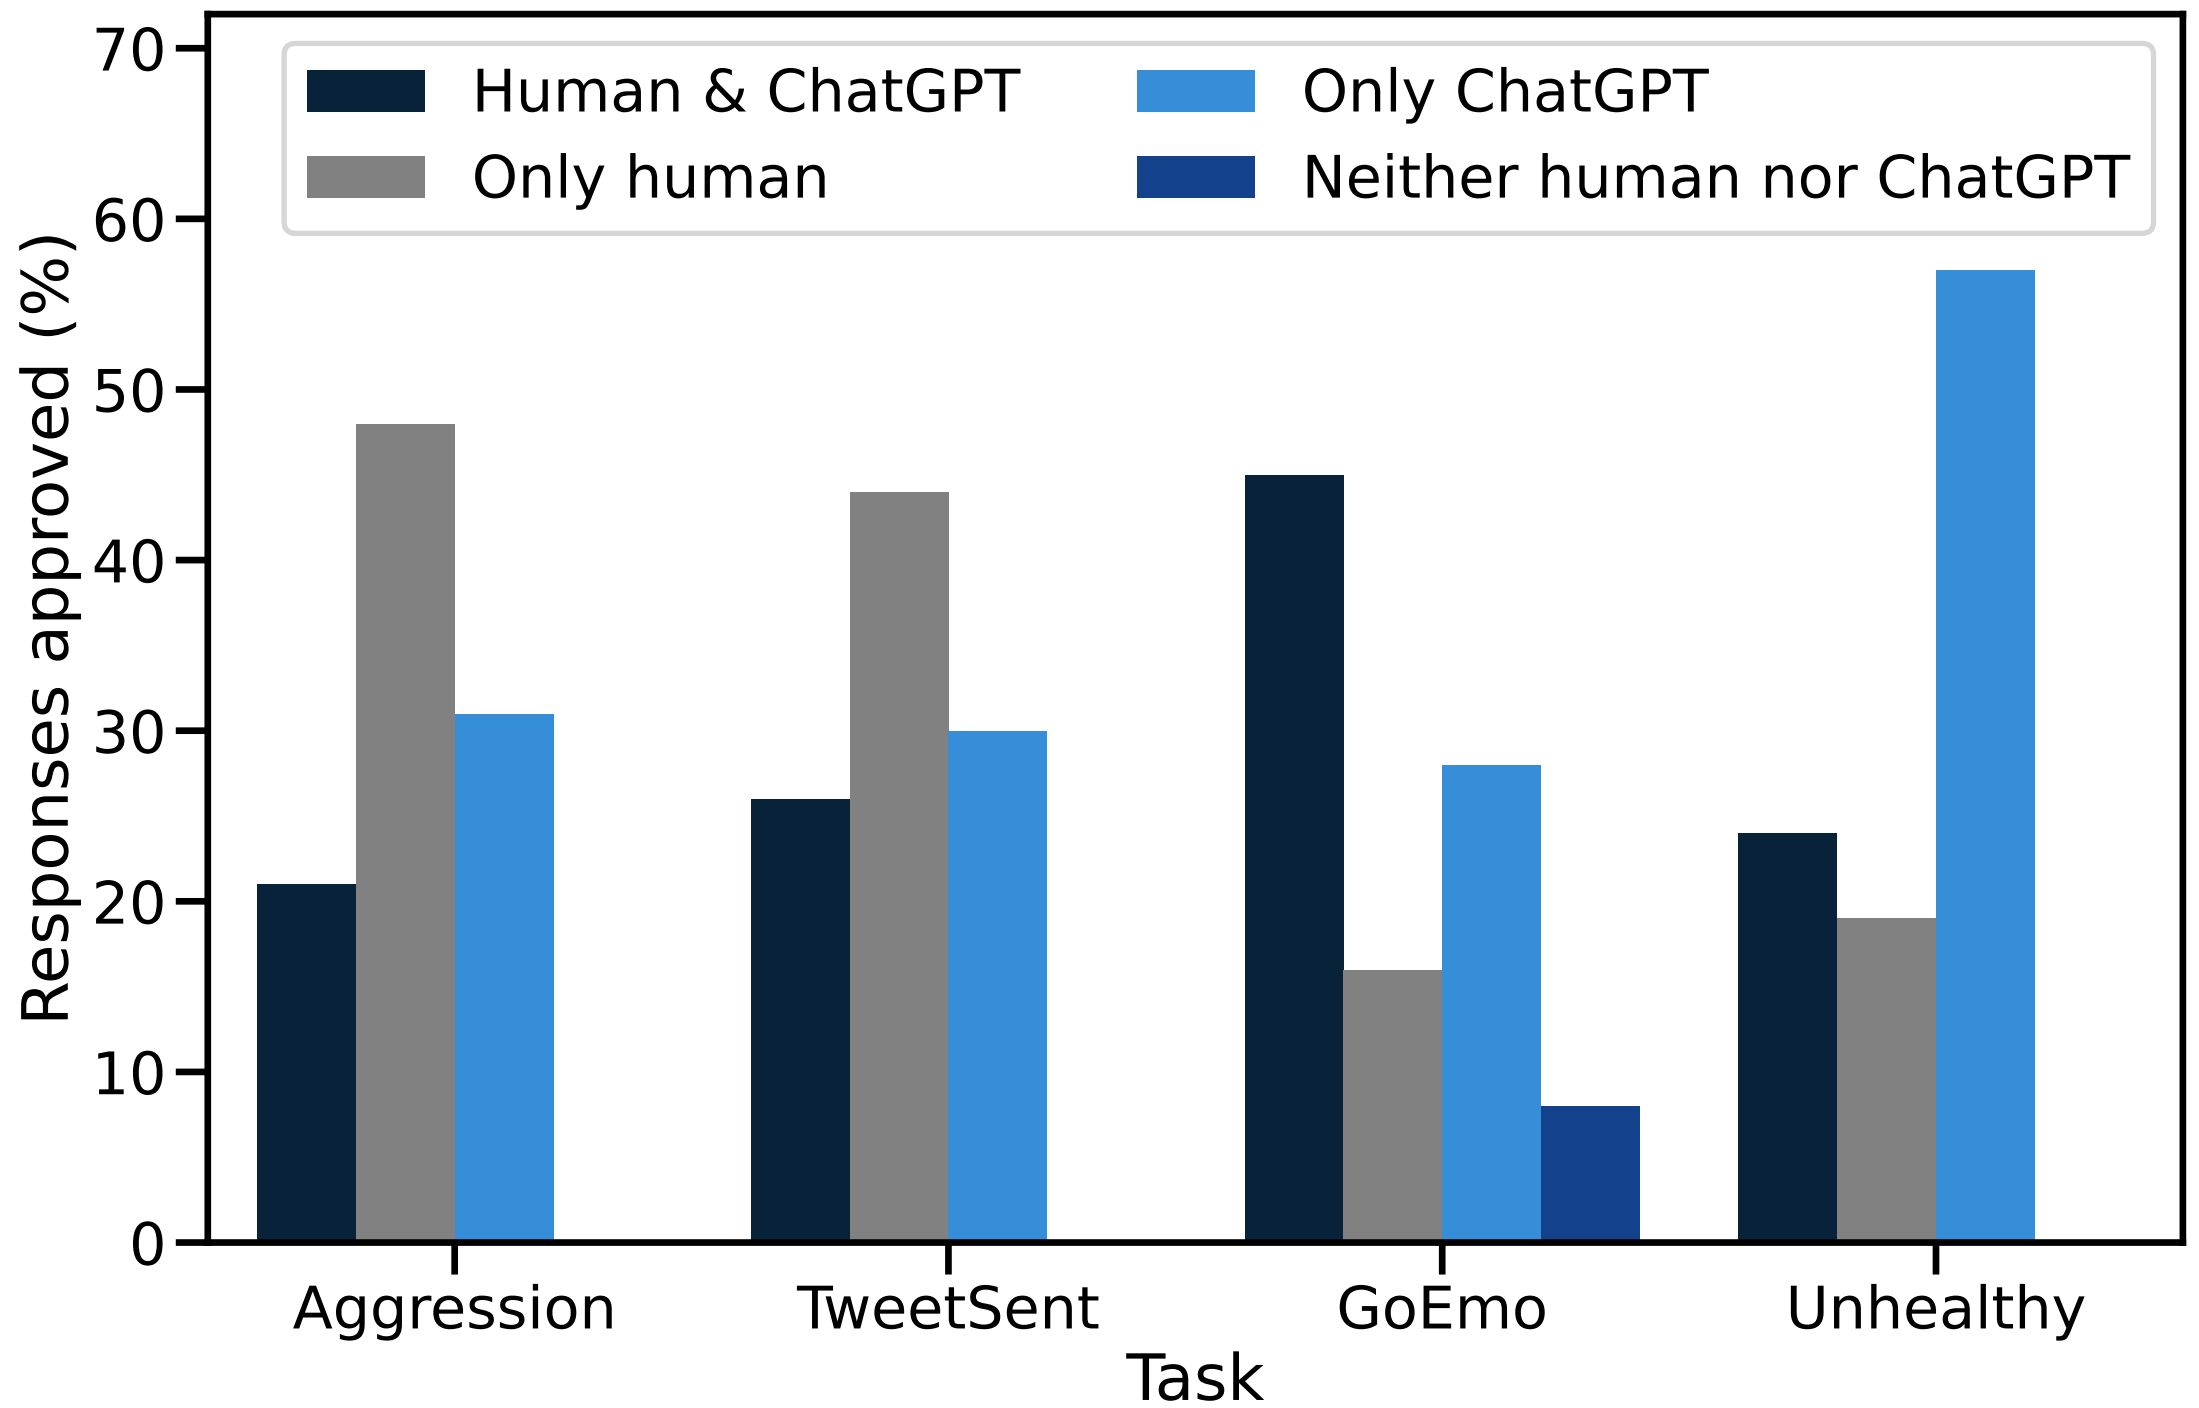 Responses approved (%)
70
60
50
40
30
20
10
0
Human & ChatGPT
Only human
Only ChatGPT
Neither human nor ChatGPT
Aggression
TweetSent
GoEmo
Unhealthy
Task